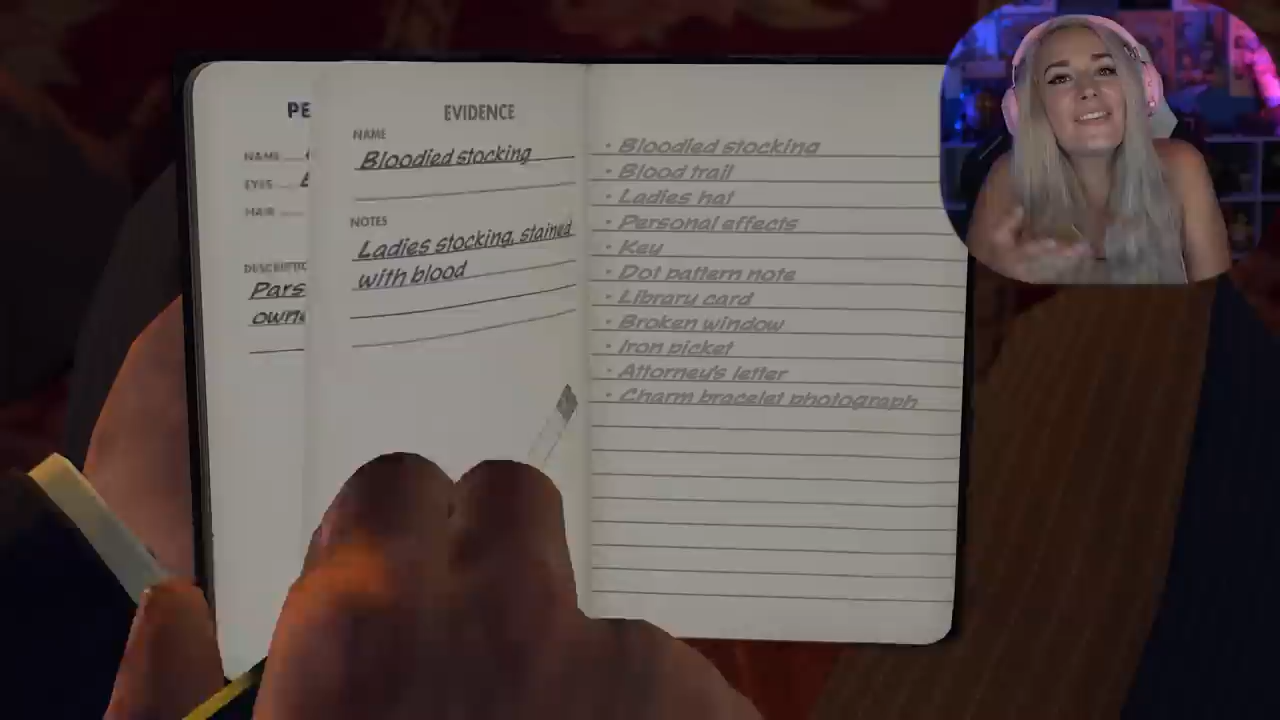 PE
NAME
EYES
HAIR
DESCRIPTIO
Pars
owne
EVIDENCE
NAME
Bloodied stocking
NOTES
Ladies stocking, stained
with blood
• Bloodied stocking
• Blood trail
• Ladies hat
• Personal effects
• Key
• Dot pattern note
• Library card
• Broken window
• Iron picket
• Attorney's letter
• Charm bracelet photograph